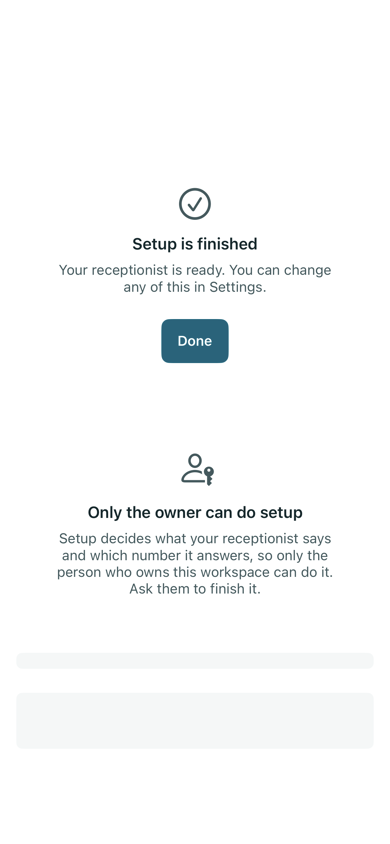 Setup is finished
Your receptionist is ready. You can change
any of this in Settings.
Done
Only the owner can do setup
Setup decides what your receptionist says
and which number it answers, so only the
person who owns this workspace can do it.
Ask them to finish it.